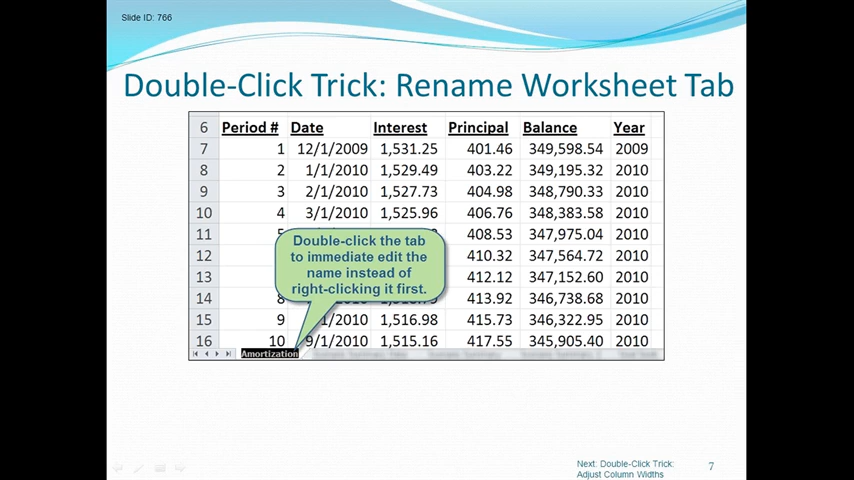 Slide ID: 766
Double-Click Trick: Rename Worksheet Tab
6 Period # Date Interest Principal Balance Year
7 1 12/1/2009 1,531.25 401.46 349,598.54 2009
8 2 1/1/2010 1,529.49 403.22 349,195.32 2010
9 3 2/1/2010 1,527.73 404.98 348,790.33 2010
10 4 3/1/2010 1,525.96 406.76 348,383.58 2010
11 408.53 347,975.04 2010
12 410.32 347,564.72 2010
13 412.12 347,152.60 2010
14 8 413.92 346,738.68 2010
15 9 1,516.98 415.73 346,322.95 2010
16 10 9/1/2010 1,515.16 417.55 345,905.40 2010
Double-click the tab
to immediate edit the
name instead of
right-clicking it first.
Amortization
Next: Double-Click Trick:
Adjust Column Widths
7